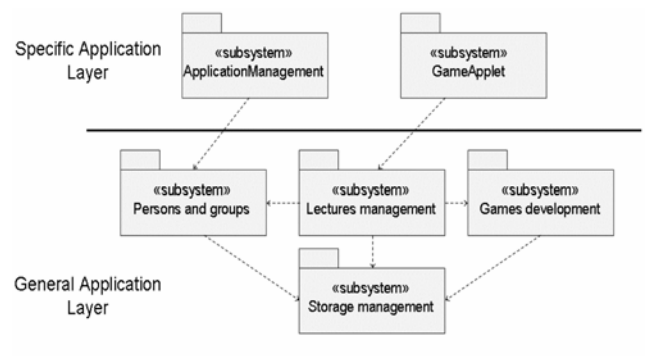 Specific Application
Layer
«subsystem»
ApplicationManagement
«subsystem»
GameApplet
«subsystem»
Persons and groups
«subsystem»
Lectures management
«subsystem»
Games development
General Application
Layer
«subsystem»
Storage management